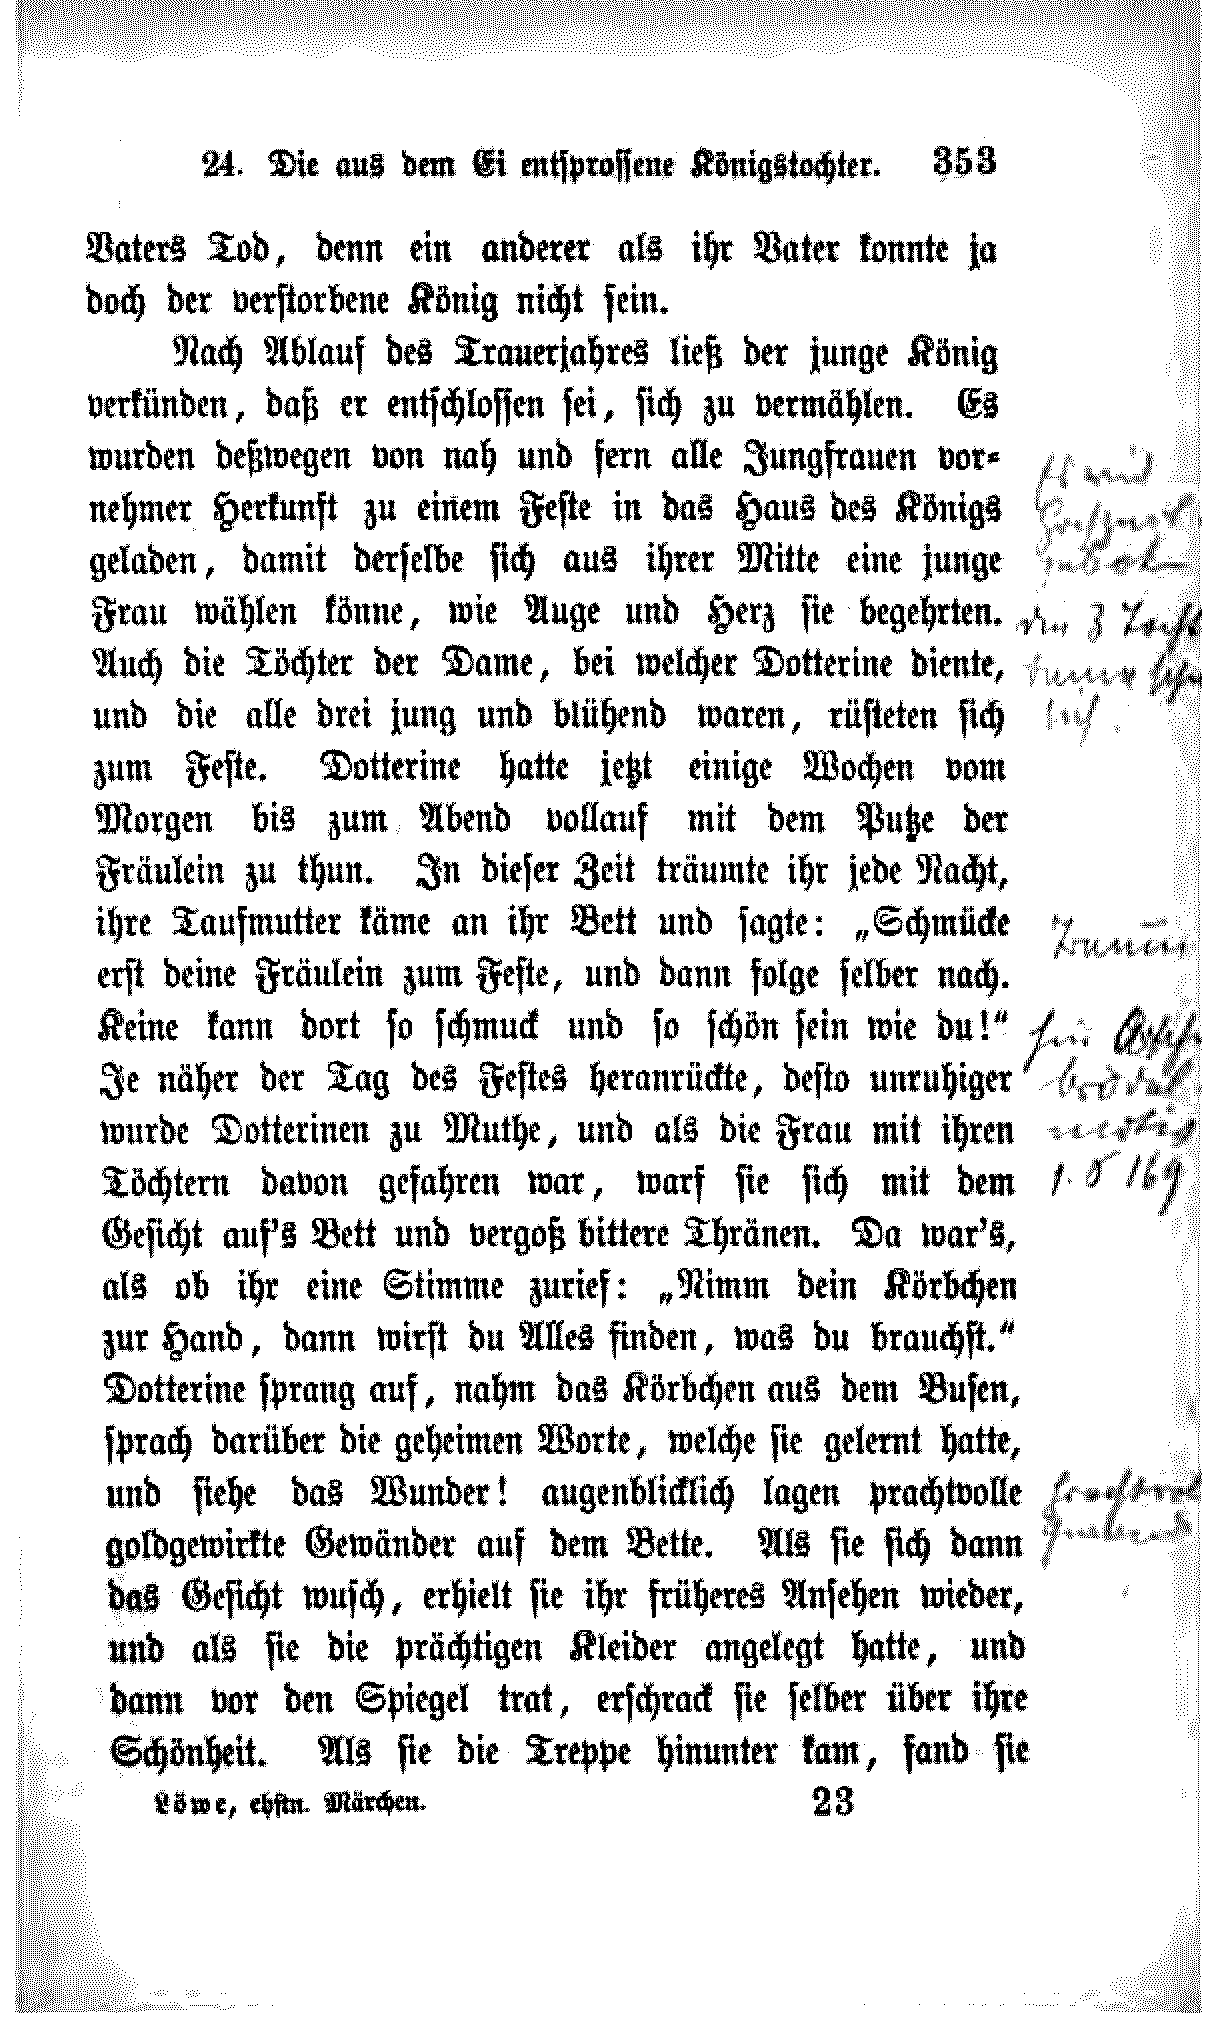 24. Die aus dem Ei entsprossene Königstochter. 353
Vaters Tod, denn ein anderer als ihr Vater konnte ja
doch der verstorbene König nicht sein.
Nach Ablauf des Trauerjahres ließ der junge König
verkünden, daß er entschlossen sei, sich zu vermählen. Es
wurden deßwegen von nah und fern alle Jungfrauen vor-
nehmer Herkunft zu einem Feste in das Haus des Königs
geladen, damit derselbe sich aus ihrer Mitte eine junge
Frau wählen könne, wie Auge und Herz sie begehrten.
Auch die Töchter der Dame, bei welcher Dotterine diente,
und die alle drei jung und blühend waren, rüsteten sich
zum Feste. Dotterine hatte jetzt einige Wochen vom
Morgen bis zum Abend vollauf mit dem Putze der
Fräulein zu thun. In dieser Zeit träumte ihr jede Nacht,
ihre Taufmutter käme an ihr Bett und sagte: „Schmücke
erst deine Fräulein zum Feste, und dann folge selber nach.
Keine kann dort so schmuck und so schön sein wie du!“
Je näher der Tag des Festes heranrückte, desto unruhiger
wurde Dotterinen zu Muthe, und als die Frau mit ihren
Töchtern davon gefahren war, warf sie sich mit dem
Gesicht auf's Bett und vergoß bittere Thränen. Da war's,
als ob ihr eine Stimme zurief: „Nimm dein Körbchen
zur Hand, dann wirst du Alles finden, was du brauchst.“
Dotterine sprang auf, nahm das Körbchen aus dem Busen,
sprach darüber die geheimen Worte, welche sie gelernt hatte,
und siehe das Wunder! augenblicklich lagen prachtvolle
goldgewirkte Gewänder auf dem Bette. Als sie sich dann
das Gesicht wusch, erhielt sie ihr früheres Ansehen wieder,
und als sie die prächtigen Kleider angelegt hatte, und
dann vor den Spiegel trat, erschrack sie selber über ihre
Schönheit. Als sie die Treppe hinunter kam, fand sie
Löwe, ehstn. Märchen. 23
169